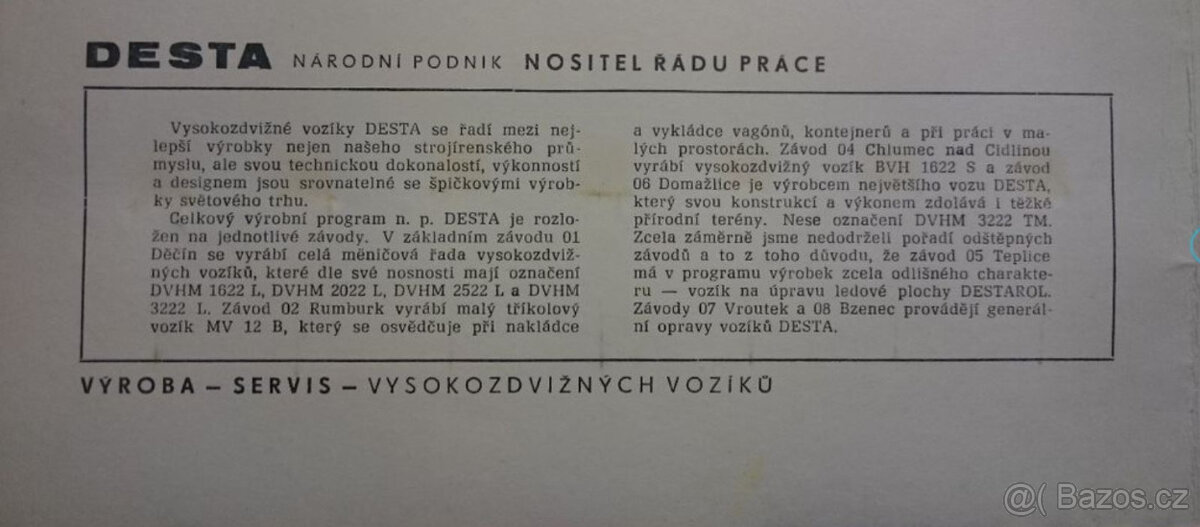 DESTA NÁRODNÍ PODNIK NOSITEL ŘÁDU PRÁCE
Vysokozdvižné vozíky DESTA se řadí mezi nej-
lepší výrobky nejen našeho strojírenského prů-
myslu, ale svou technickou dokonalostí, výkonností
a designem jsou srovnatelné se špičkovými výrob-
ky světového trhu.
Celkový výrobní program n. p. DESTA je rozlo-
žen na jednotlivé závody. V základním závodu 01
Děčín se vyrábí celá měničová řada vysokozdviž-
ných vozíků, které dle své nosnosti mají označení
DVHM 1622 L, DVHM 2022 L, DVHM 2522 L a DVHM
3222 L. Závod 02 Rumburk vyrábí malý tříkolový
vozík MV 12 B, který se osvědčuje při nakládce
a vykládce vagónů, kontejnerů a při práci v ma-
lých prostorách. Závod 04 Chlumec nad Cidlinou
vyrábí vysokozdvižný vozík BVH 1622 S a závod
06 Domažlice je výrobcem největšího vozu DESTA,
který svou konstrukcí a výkonem zdolává i těžké
přírodní terény. Nese označení DVHM 3222 TM.
Zcela záměrně jsme nedodrželi pořadí odštěpných
závodů a to z toho důvodu, že závod 05 Teplice
má v programu výrobek zcela odlišného charakte-
ru — vozík na úpravu ledové plochy DESTAROL.
Závody 07 Vroutek a 08 Bzenec provádějí generál-
ní opravy vozíků DESTA.
VÝROBA – SERVIS – VYSOKOZDVIŽNÝCH VOZÍKŮ
@( Bazos.cz